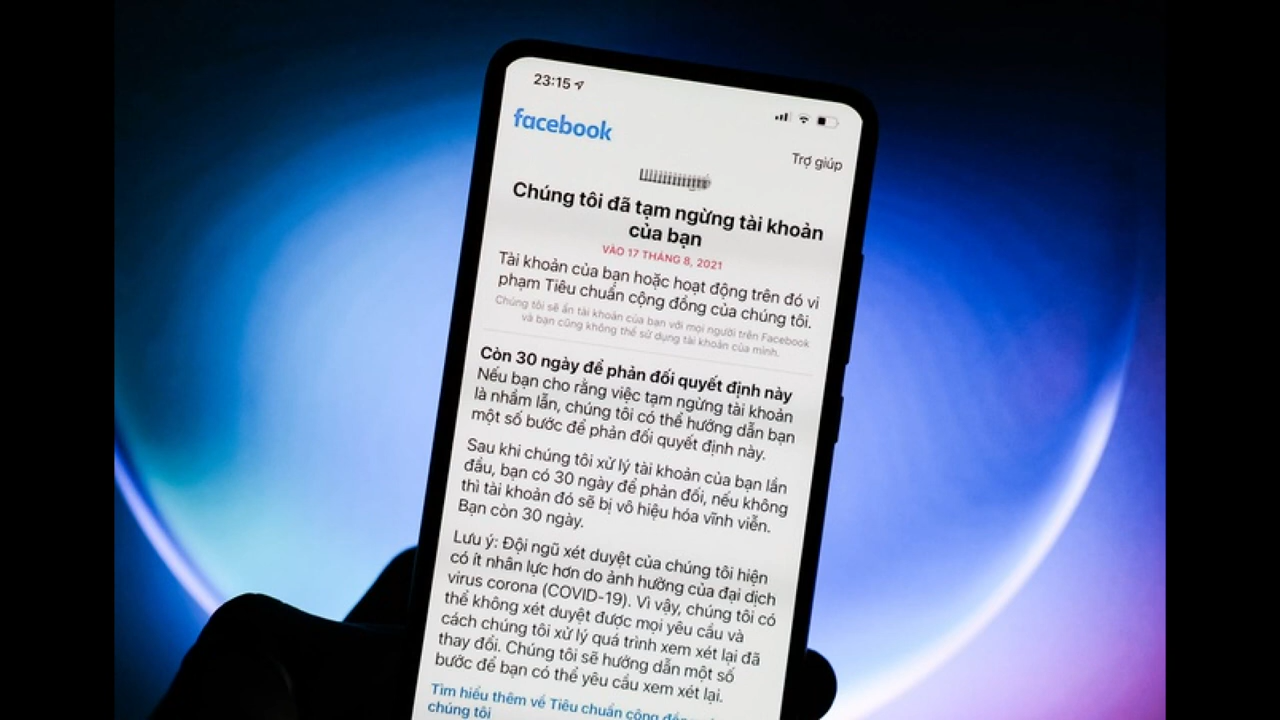 23:15
facebook
Trợ giúp
Chúng tôi đã tạm ngừng tài khoản
của bạn
VÀO 17 THÁNG 8, 2021
Tài khoản của bạn hoặc hoạt động trên đó vi
phạm Tiêu chuẩn cộng đồng của chúng tôi.
Chúng tôi sẽ ẩn tài khoản của bạn với mọi người trên Facebook
và bạn cũng không thể sử dụng tài khoản của mình.
Còn 30 ngày để phản đối quyết định này
Nếu bạn cho rằng việc tạm ngừng tài khoản
là nhầm lẫn, chúng tôi có thể hướng dẫn bạn
một số bước để phản đối quyết định này.
Sau khi chúng tôi xử lý tài khoản của bạn lần
đầu, bạn có 30 ngày để phản đối, nếu không
thì tài khoản đó sẽ bị vô hiệu hóa vĩnh viễn.
Bạn còn 30 ngày.
Lưu ý: Đội ngũ xét duyệt của chúng tôi hiện
có ít nhân lực hơn do ảnh hưởng của đại dịch
virus corona (COVID-19). Vì vậy, chúng tôi có
thể không xét duyệt được mọi yêu cầu và
cách chúng tôi xử lý quá trình xem xét lại đã
thay đổi. Chúng tôi sẽ hướng dẫn một số
bước để bạn có thể yêu cầu xem xét lại.
Tìm hiểu thêm về Tiêu chuẩn cộng đồng
chúng tôi